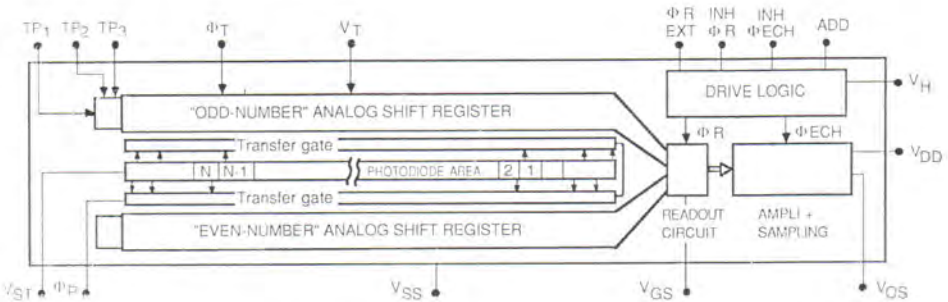 TP1 TP2 TP3 ΦT VT ΦR EXT INH ΦR INH ΦECH ADD
"ODD-NUMBER" ANALOG SHIFT REGISTER
DRIVE LOGIC
VH
Transfer gate
ΦR
ΦECH
N N-1 PHOTODIODE AREA 2 1
VDD
Transfer gate
"EVEN-NUMBER" ANALOG SHIFT REGISTER
READOUT CIRCUIT
AMPLI + SAMPLING
VST ΦP VSS VGS VOS